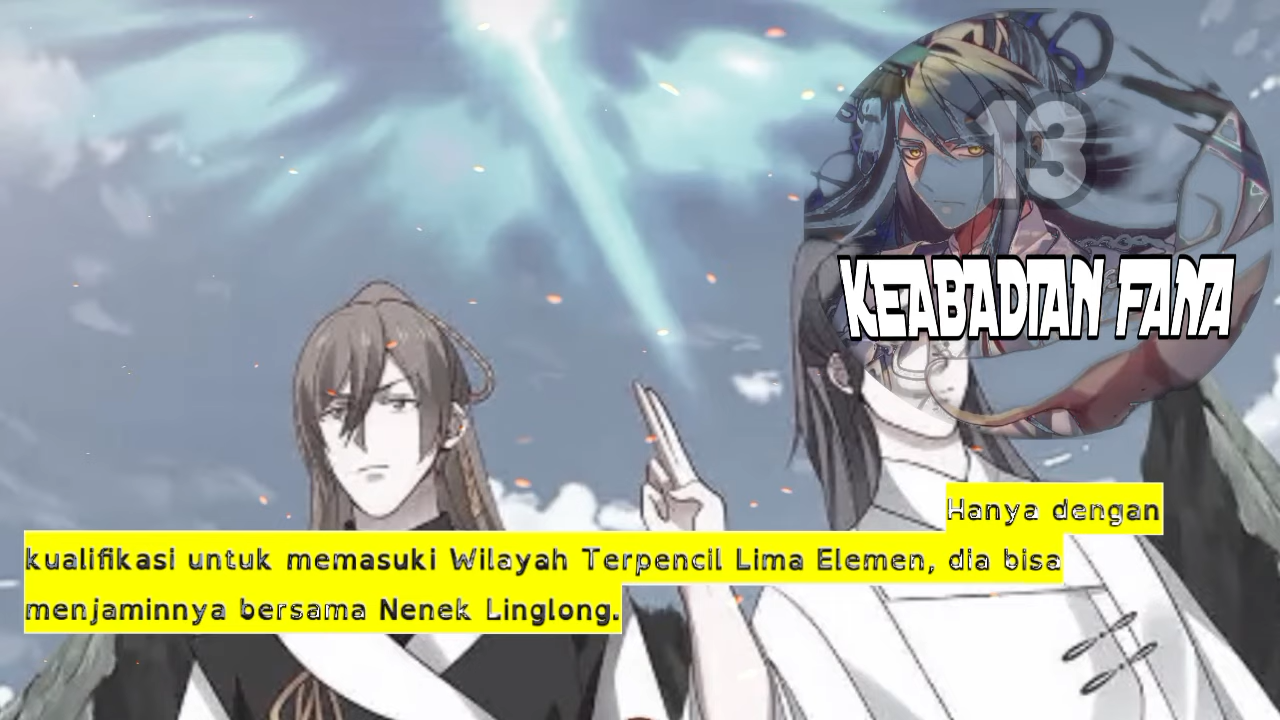 13
KEABADIAN FANA
Hanya dengan
kualifikasi untuk memasuki Wilayah Terpencil Lima Elemen, dia bisa
menjaminnya bersama Nenek Linglong.